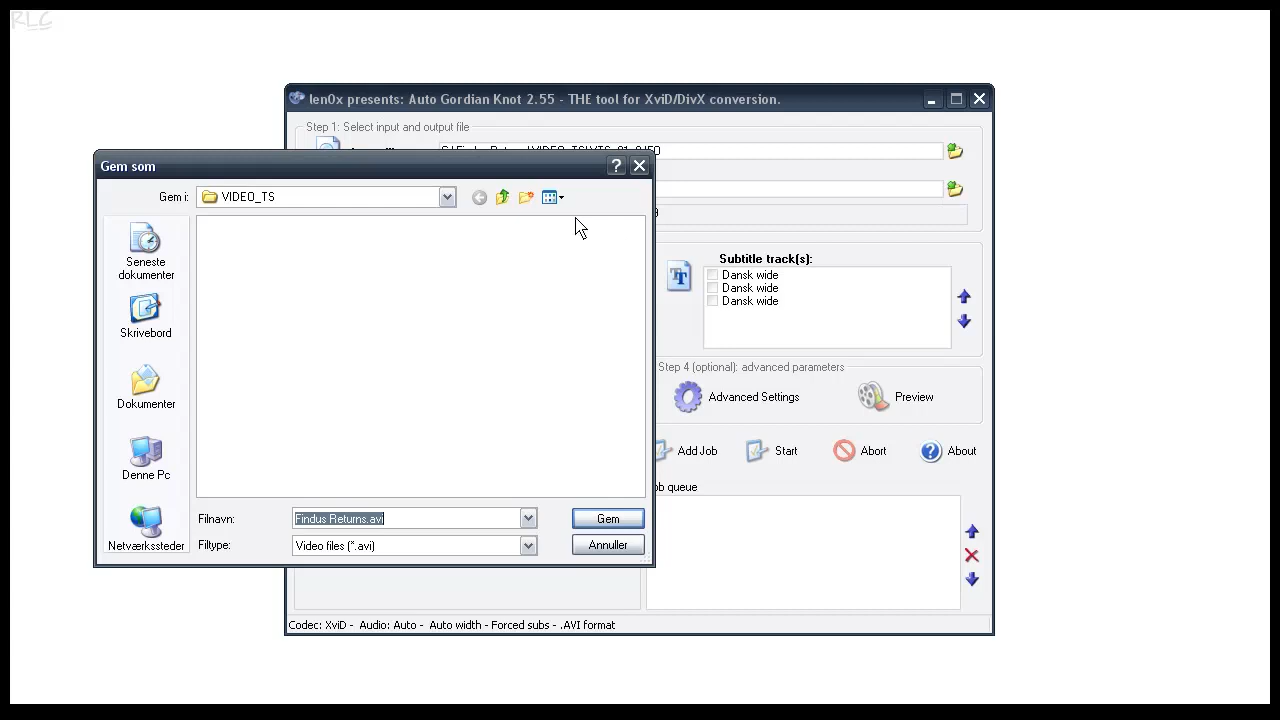 RLC
len0x presents: Auto Gordian Knot 2.55 - THE tool for XviD/DivX conversion.
Step 1: Select input and output file
Gem som
Gem i:
VIDEO_TS
Seneste
dokumenter
Skrivebord
Dokumenter
Denne Pc
Netværkssteder
Filnavn:
Findus Returns.avi
Gem
Filtype:
Video files (*.avi)
Annuller
Subtitle track(s):
Dansk wide
Dansk wide
Dansk wide
Step 4 (optional): advanced parameters
Advanced Settings
Preview
Add Job
Start
Abort
About
queue
Codec: XviD - Audio: Auto - Auto width - Forced subs - .AVI format